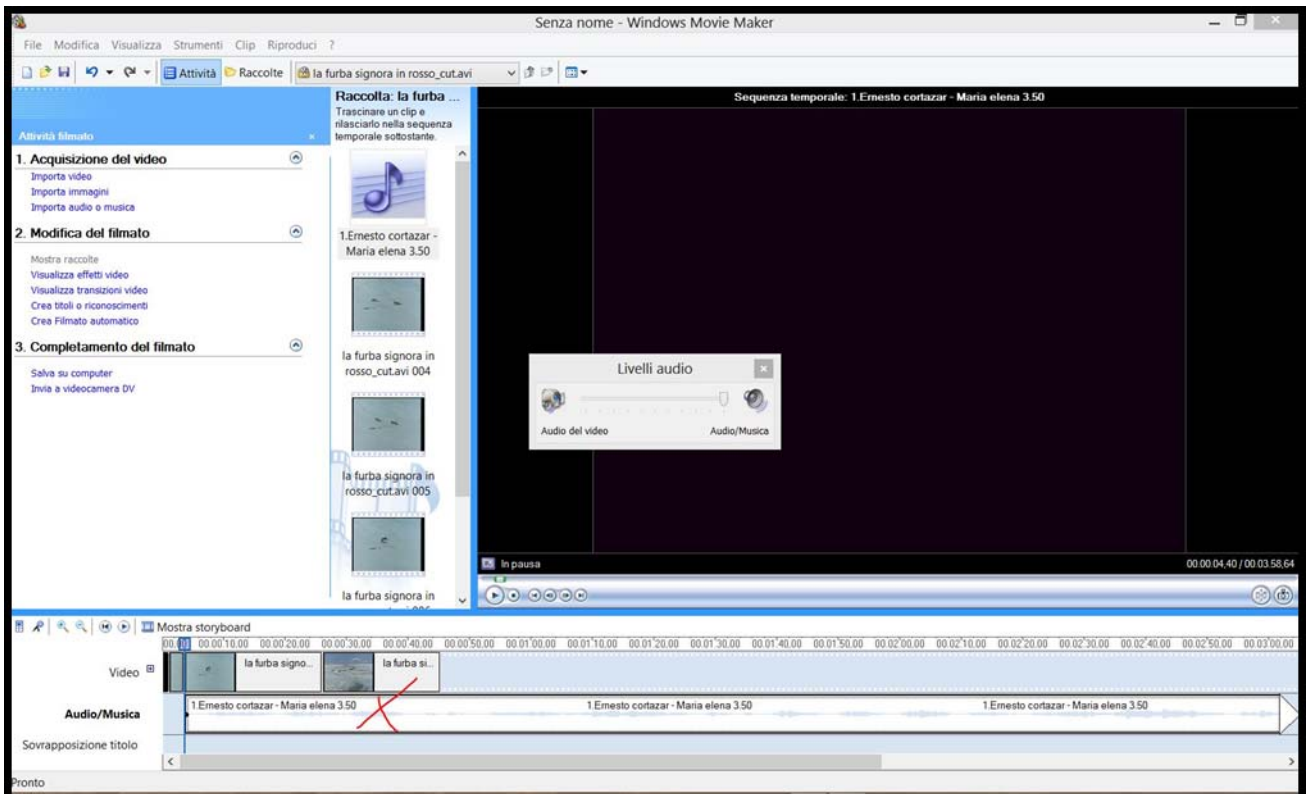 Senza nome - Windows Movie Maker
File Modifica Visualizza Strumenti Clip Riproduci ?
Attività Raccolte la furba signora in rosso_cut.avi
Attività filmato
1. Acquisizione del video
Importa video
Importa immagini
Importa audio o musica
2. Modifica del filmato
Mostra raccolte
Visualizza effetti video
Visualizza transizioni video
Crea titoli o riconoscimenti
Crea Filmato automatico
3. Completamento del filmato
Salva su computer
Invia a videocamera DV
Raccolta: la furba ...
Trascinare un clip e
rilasciarlo nella sequenza
temporale sottostante.
1.Ernesto cortazar -
Maria elena 3.50
la furba signora in
rosso_cut.avi 004
la furba signora in
rosso_cut.avi 005
la furba signora in
Sequenza temporale: 1.Ernesto cortazar - Maria elena 3.50
Livelli audio
Audio del video Audio/Musica
In pausa
00.00.04,40 / 00.03.58,64
Mostra storyboard
00.00'10,00 00.00'20,00 00.00'30,00 00.00'40,00 00.00'50,00 00.01'00,00 00.01'10,00 00.01'20,00 00.01'30,00 00.01'40,00 00.01'50,00 00.02'00,00 00.02'10,00 00.02'20,00 00.02'30,00 00.02'40,00 00.02'50,00 00.03'00,00
Video la furba signo... la furba si...
Audio/Musica 1.Ernesto cortazar - Maria elena 3.50 1.Ernesto cortazar - Maria elena 3.50 1.Ernesto cortazar - Maria elena 3.50
Sovrapposizione titolo
Pronto